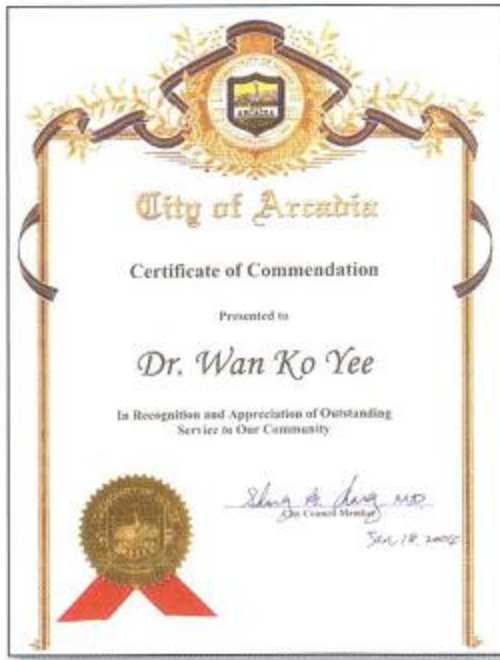 ARCADIA
City of Arcadia
Certificate of Commendation
Presented to
Dr. Wan Ko Yee
In Recognition and Appreciation of Outstanding
Service to Our Community
City Council Member